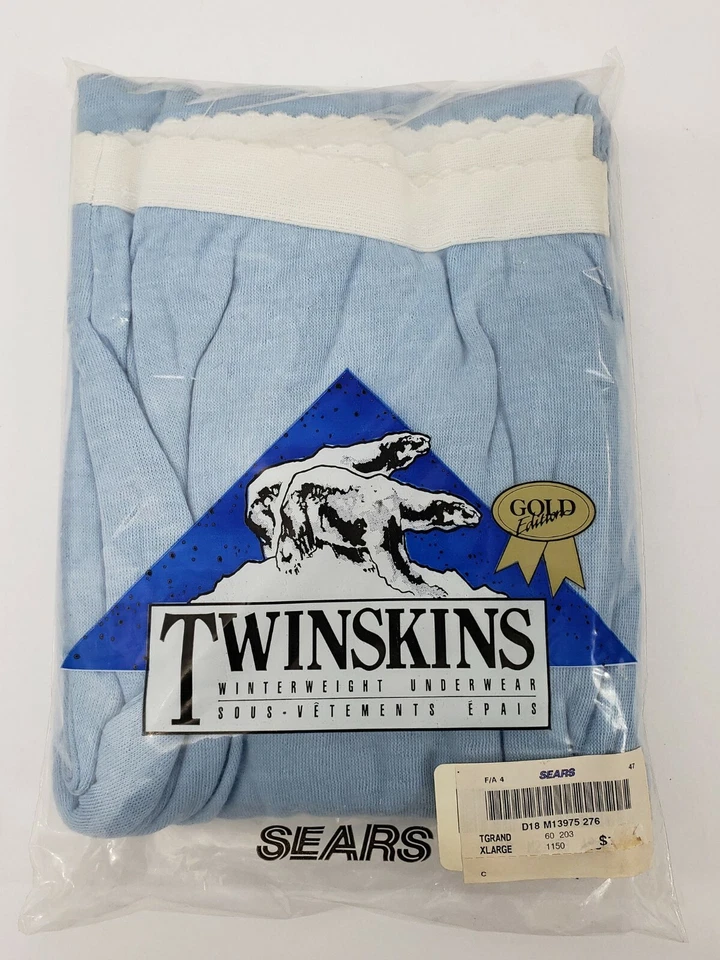 GOLD
Edition
TWINSKINS
WINTERWEIGHT UNDERWEAR
SOUS-VÊTEMENTS ÉPAIS
SEARS
F/A 4 SEARS 47
D18 M13975 276
TGRAND 60 203
XLARGE 1150 $
C